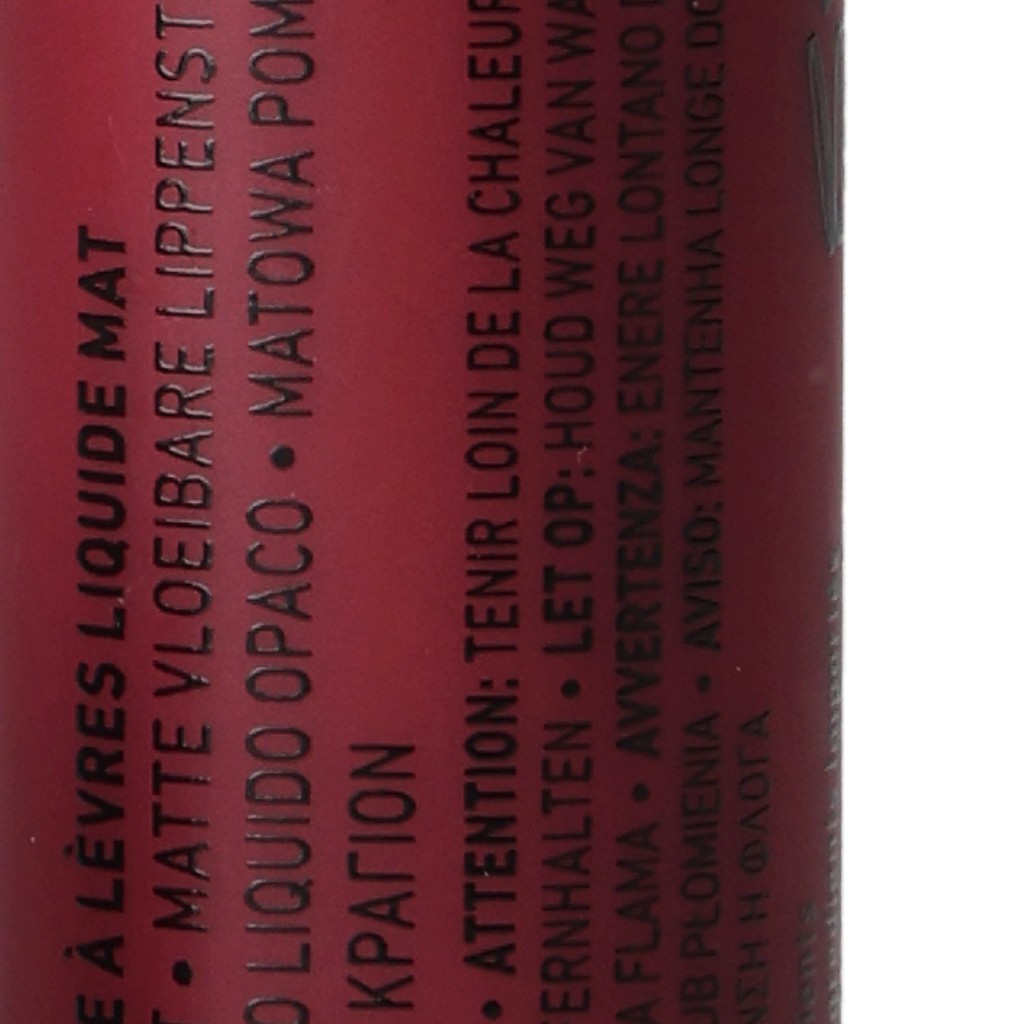 E À LÈVRES LIQUIDE MAT
• MATTE VLOEIBARE LIPPENST
O LIQUIDO OPACO • MATOWA POM
ΚΡΑΓΙΟΝ
• ATTENTION: TENIR LOIN DE LA CHALEUR
ERNHALTEN • LET OP: HOUD WEG VAN WA
A FLAMA • AVVERTENZA: ENERE LONTANO D
UB PLOMIENIA • AVISO: MANTENHA LONGE DO
ΝΣΗ Η ΦΛΟΓΑ